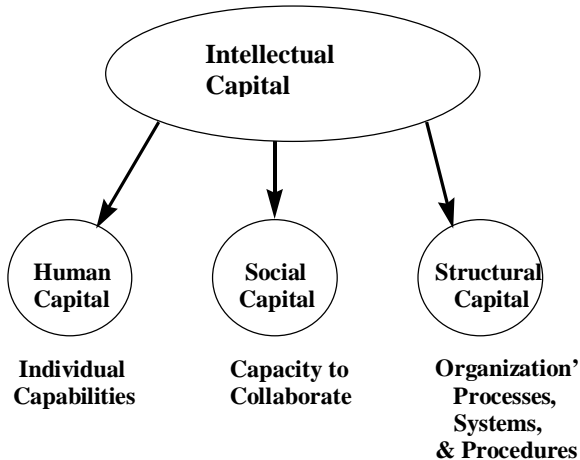 Intellectual
Capital
Human
Capital
Social
Capital
Structural
Capital
Individual
Capabilities
Capacity to
Collaborate
Organization’
Processes,
Systems,
& Procedures